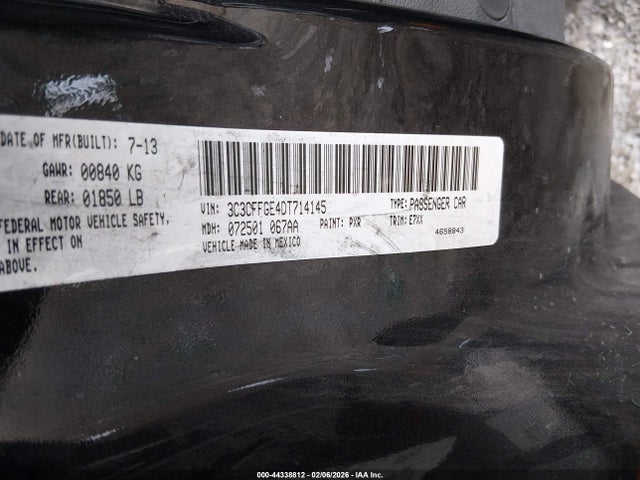 DATE OF MFR(BUILT): 7-13
GAWR: 00840 KG
REAR: 01850 LB
FEDERAL MOTOR VEHICLE SAFETY,
IN EFFECT ON
ABOVE.
VIN: 3C3CFFGE4DT714145
TYPE: PASSENGER CAR
MDH: 072501 067AA
PAINT: PXR
TRIM: E7XX
VEHICLE MADE IN MEXICO
4658843
000-44338812 - 02/06/2026 - IAA Inc.